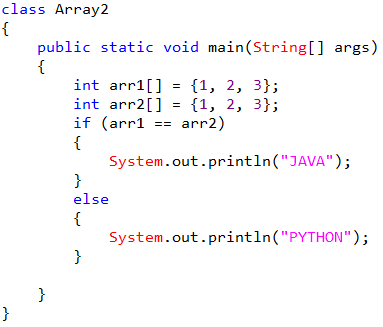 class Array2
{
    public static void main(String[] args)
    {
        int arr1[] = {1, 2, 3};
        int arr2[] = {1, 2, 3};
        if (arr1 == arr2)
        {
            System.out.println("JAVA");
        }
        else
        {
            System.out.println("PYTHON");
        }

    }
}